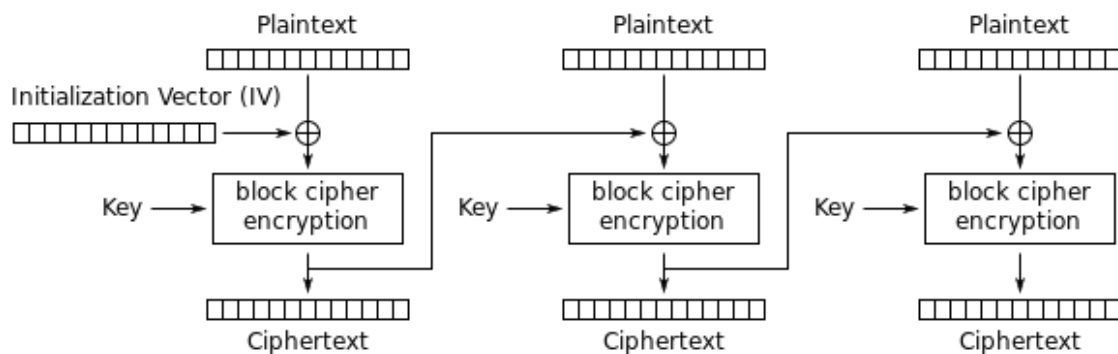 Plaintext
Plaintext
Plaintext
Initialization Vector (IV)
Key
block cipher
encryption
Key
block cipher
encryption
Key
block cipher
encryption
Ciphertext
Ciphertext
Ciphertext